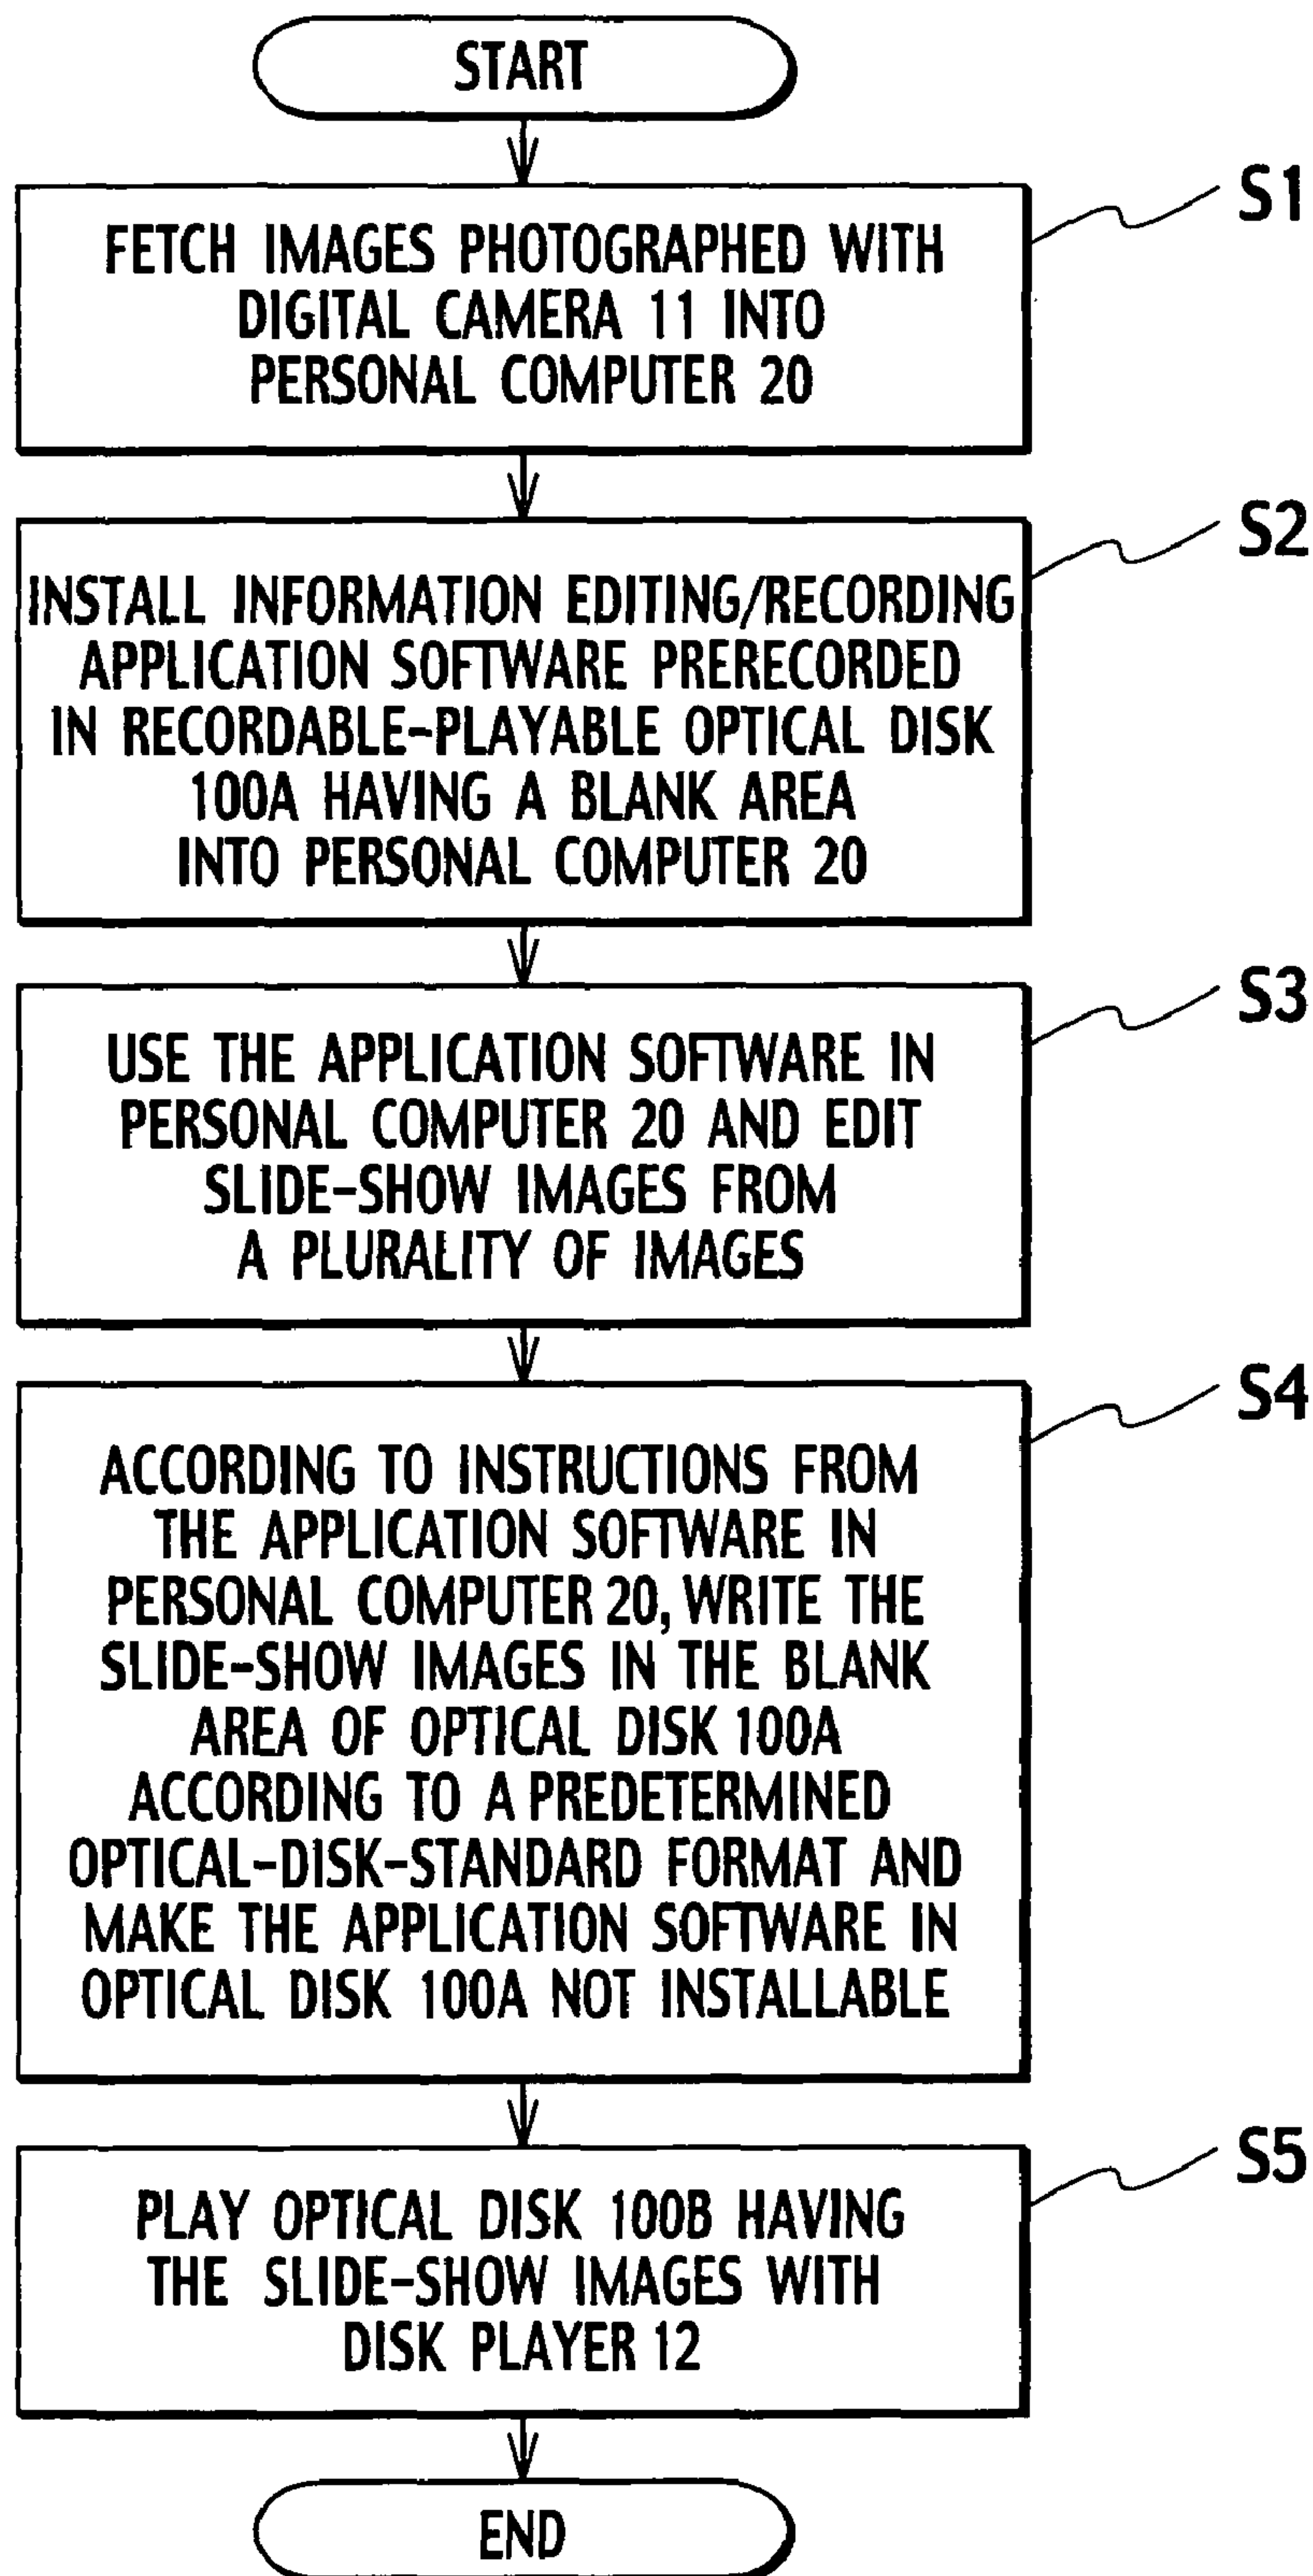 START
S1
FETCH IMAGES PHOTOGRAPHED WITH
DIGITAL CAMERA 11 INTO
PERSONAL COMPUTER 20
S2
INSTALL INFORMATION EDITING/RECORDING
APPLICATION SOFTWARE PRERECORDED
IN RECORDABLE-PLAYABLE OPTICAL DISK
100A HAVING A BLANK AREA
INTO PERSONAL COMPUTER 20
S3
USE THE APPLICATION SOFTWARE IN
PERSONAL COMPUTER 20 AND EDIT
SLIDE-SHOW IMAGES FROM
A PLURALITY OF IMAGES
S4
ACCORDING TO INSTRUCTIONS FROM
THE APPLICATION SOFTWARE IN
PERSONAL COMPUTER 20, WRITE THE
SLIDE-SHOW IMAGES IN THE BLANK
AREA OF OPTICAL DISK 100A
ACCORDING TO A PREDETERMINED
OPTICAL-DISK-STANDARD FORMAT AND
MAKE THE APPLICATION SOFTWARE IN
OPTICAL DISK 100A NOT INSTALLABLE
S5
PLAY OPTICAL DISK 100B HAVING
THE SLIDE-SHOW IMAGES WITH
DISK PLAYER 12
END